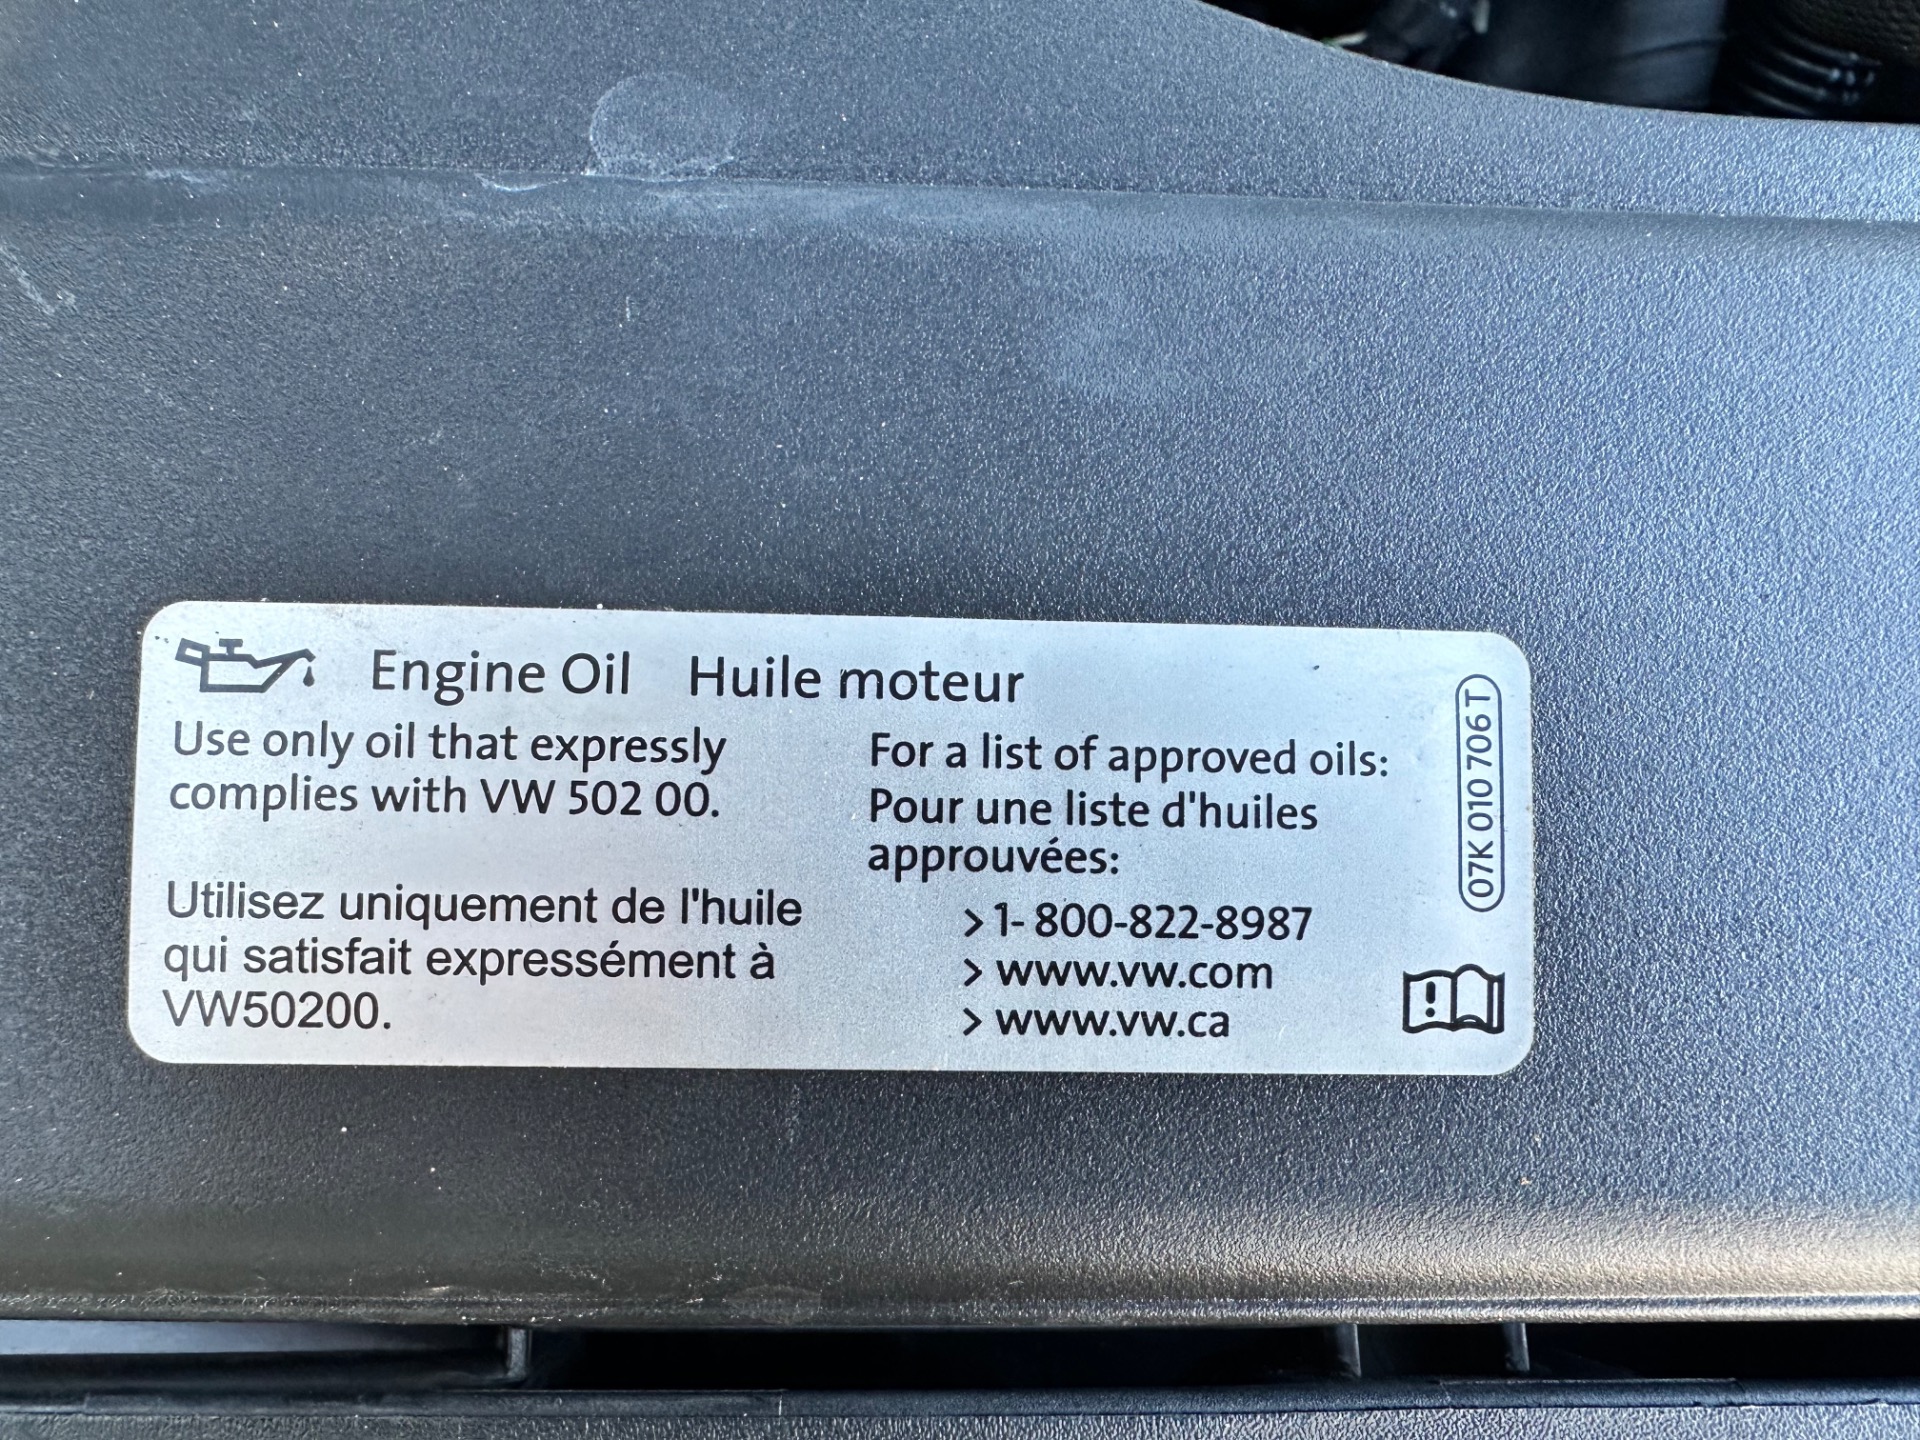 Engine Oil Huile moteur
Use only oil that expressly
complies with VW 502 00.
Utilisez uniquement de l'huile
qui satisfait expressément à
VW50200.
For a list of approved oils:
Pour une liste d'huiles
approuvées:
> 1- 800-822-8987
> www.vw.com
> www.vw.ca
07K 010 706 T